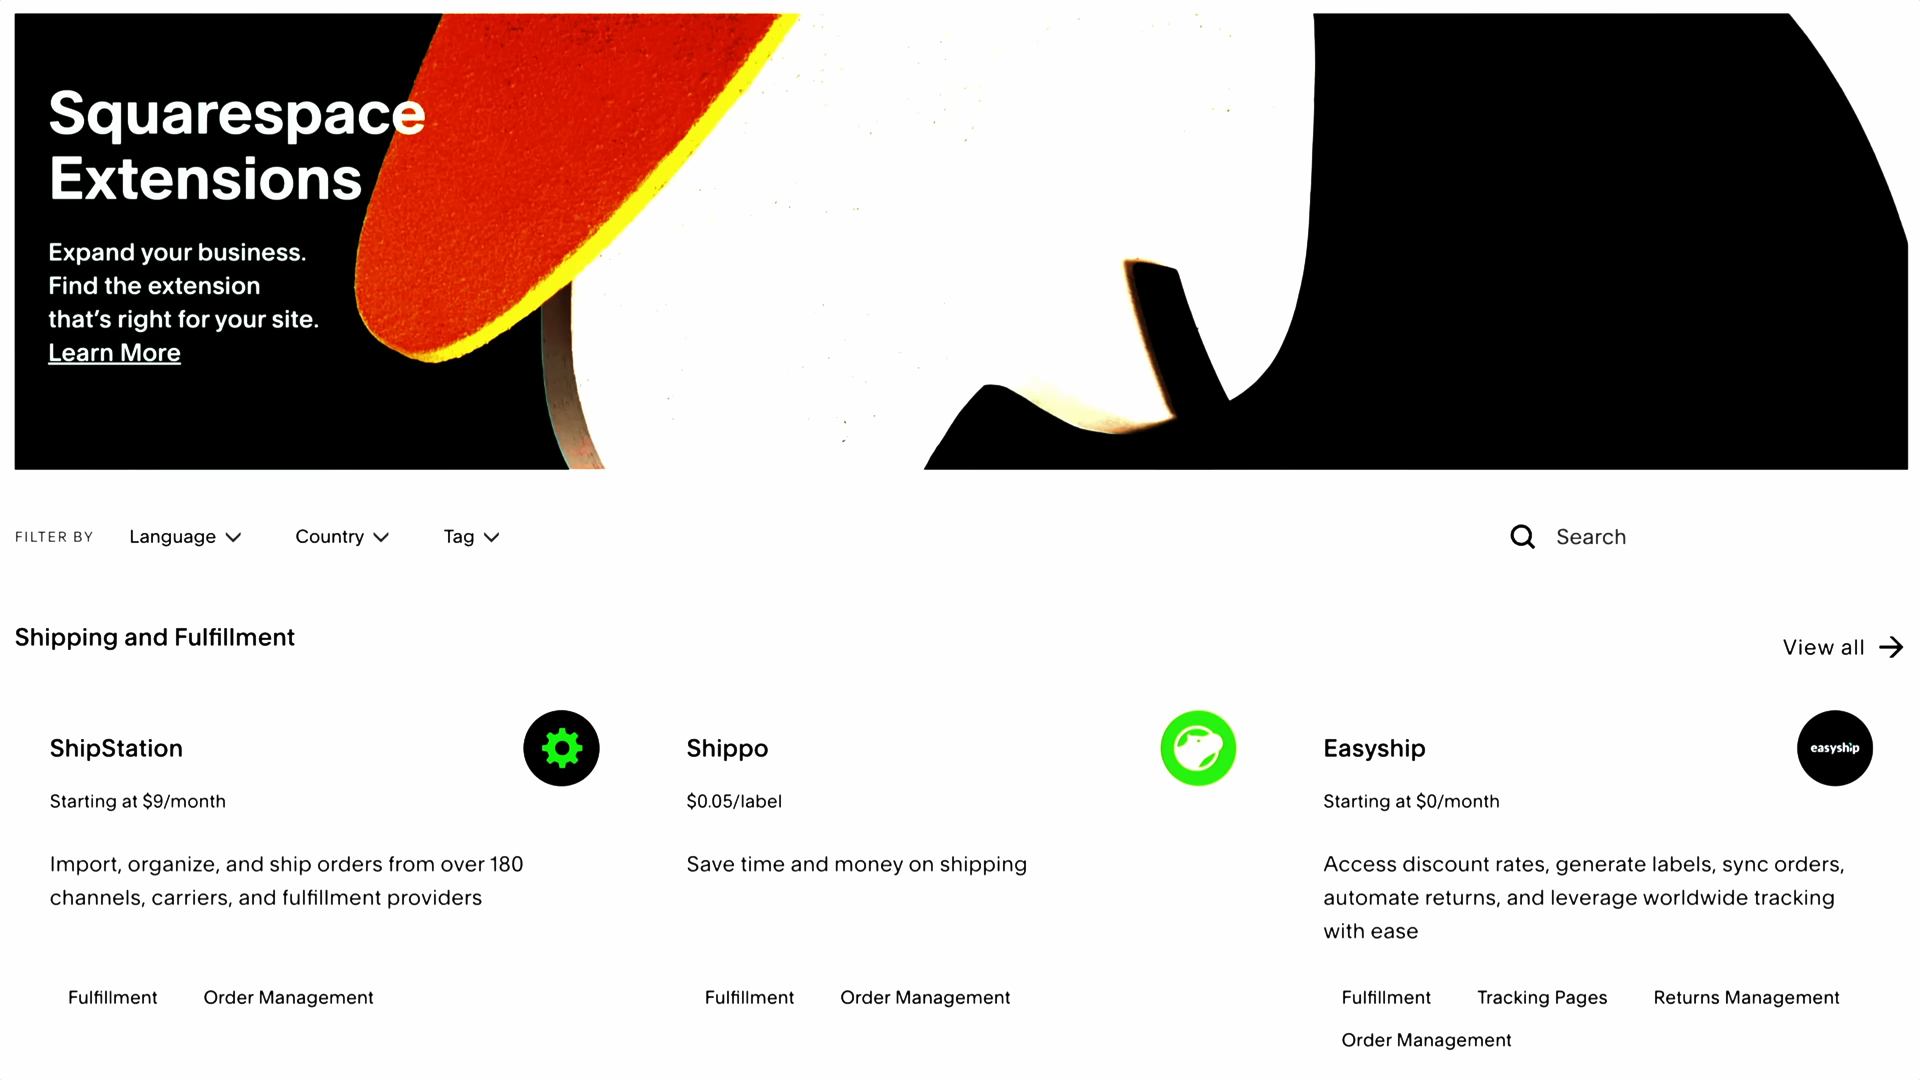 Squarespace
Extensions
Expand your business.
Find the extension
that's right for your site.
Learn More
FILTER BY
Language
Country
Tag
Search
Shipping and Fulfillment
View all
ShipStation
Starting at $9/month
Import, organize, and ship orders from over 180
channels, carriers, and fulfillment providers
Fulfillment
Order Management
Shippo
$0.05/label
Save time and money on shipping
Fulfillment
Order Management
Easyship
easyship
Starting at $0/month
Access discount rates, generate labels, sync orders,
automate returns, and leverage worldwide tracking
with ease
Fulfillment
Tracking Pages
Returns Management
Order Management